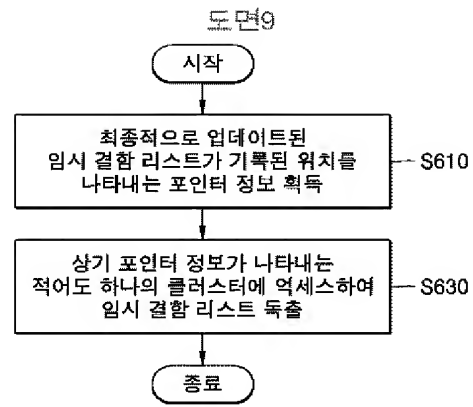 도면9
시작
최종적으로 업데이트된
임시 결함 리스트가 기록된 위치를
나타내는 포인터 정보 획득
S610
상기 포인터 정보가 나타내는
적어도 하나의 클러스터에 억세스하여
임시 결함 리스트 독출
S630
종료